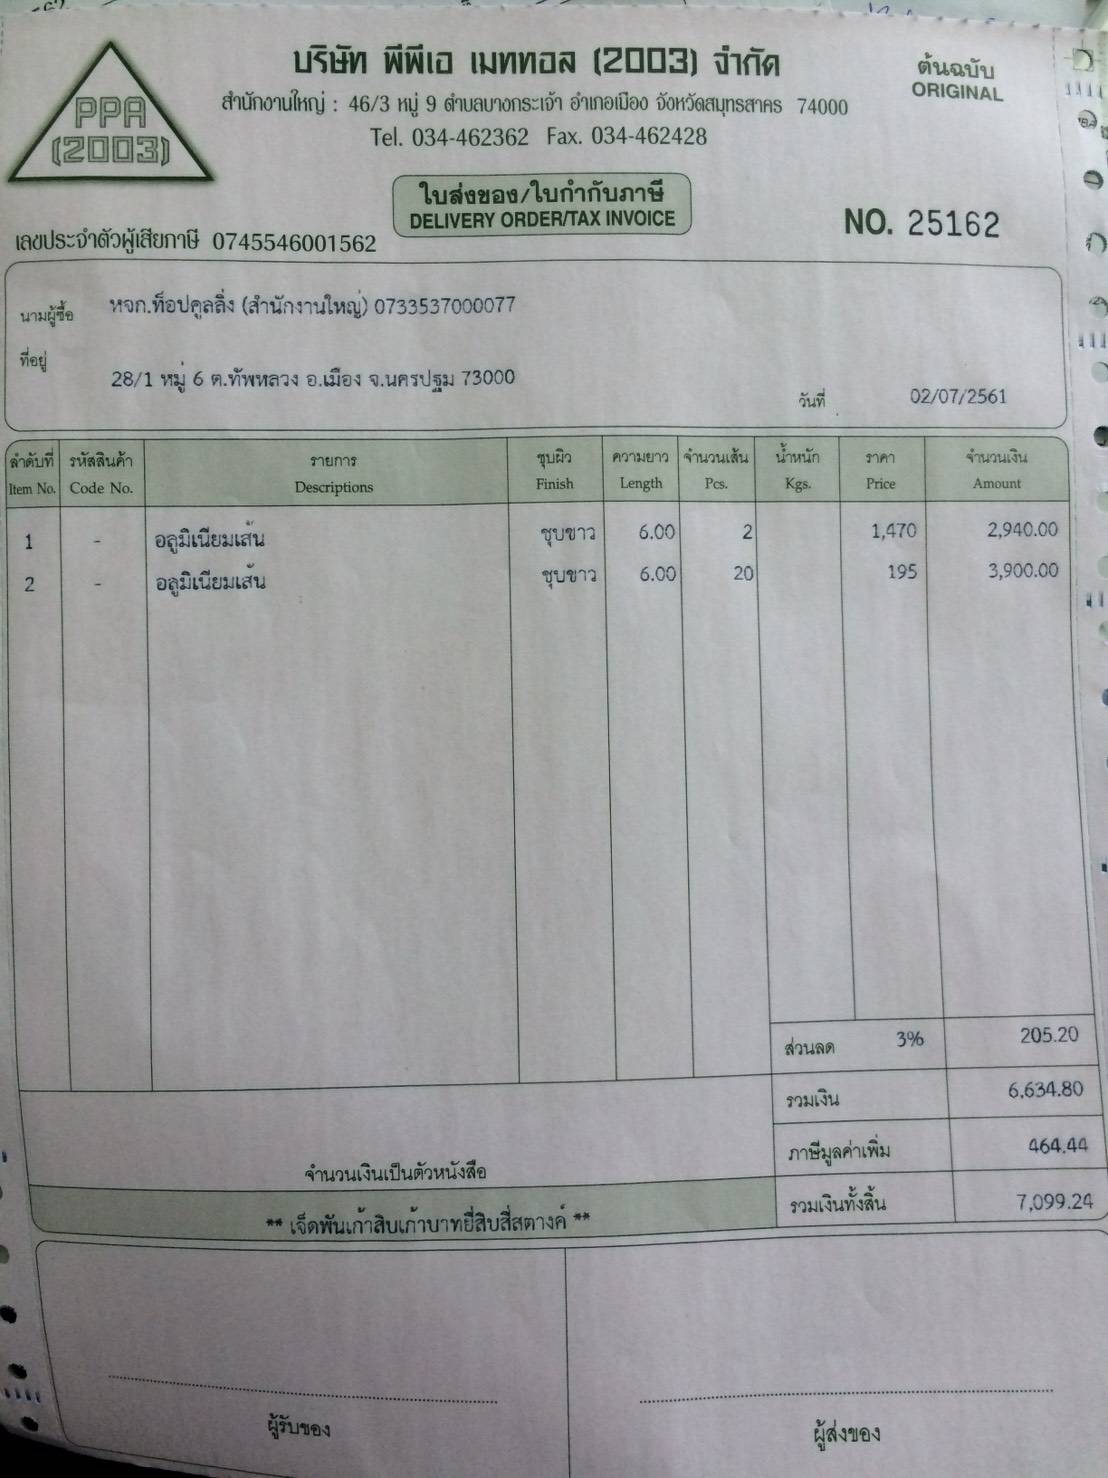 บริษัท พีพีเอ เมททอล (2003) จำกัด
ต้นฉบับ
ORIGINAL
PPA
(2003)
สำนักงานใหญ่ : 46/3 หมู่ 9 ตำบลบางกระเจ้า อำเภอเมือง จังหวัดสมุทรสาคร 74000
Tel. 034-462362 Fax. 034-462428
ใบส่งของ/ใบกำกับภาษี
DELIVERY ORDER/TAX INVOICE
NO. 25162
เลขประจำตัวผู้เสียภาษี 0745546001562
นามผู้ซื้อ หจก.ท็อปคูลลิ่ง (สำนักงานใหญ่) 0733537000077
ที่อยู่
28/1 หมู่ 6 ต.ทัพหลวง อ.เมือง จ.นครปฐม 73000
วันที่ 02/07/2561
ลำดับที่ รหัสสินค้า รายการ ชุบผิว ความยาว จำนวนเส้น น้ำหนัก ราคา จำนวนเงิน
Item No. Code No. Descriptions Finish Length Pcs. Kgs. Price Amount
1 - อลูมิเนียมเส้น ชุบขาว 6.00 2 1,470 2,940.00
2 - อลูมิเนียมเส้น ชุบขาว 6.00 20 195 3,900.00
ส่วนลด 3% 205.20
รวมเงิน 6,634.80
ภาษีมูลค่าเพิ่ม 464.44
จำนวนเงินเป็นตัวหนังสือ
รวมเงินทั้งสิ้น 7,099.24
** เจ็ดพันเก้าสิบเก้าบาทยี่สิบสี่สตางค์ **
ผู้รับของ ผู้ส่งของ